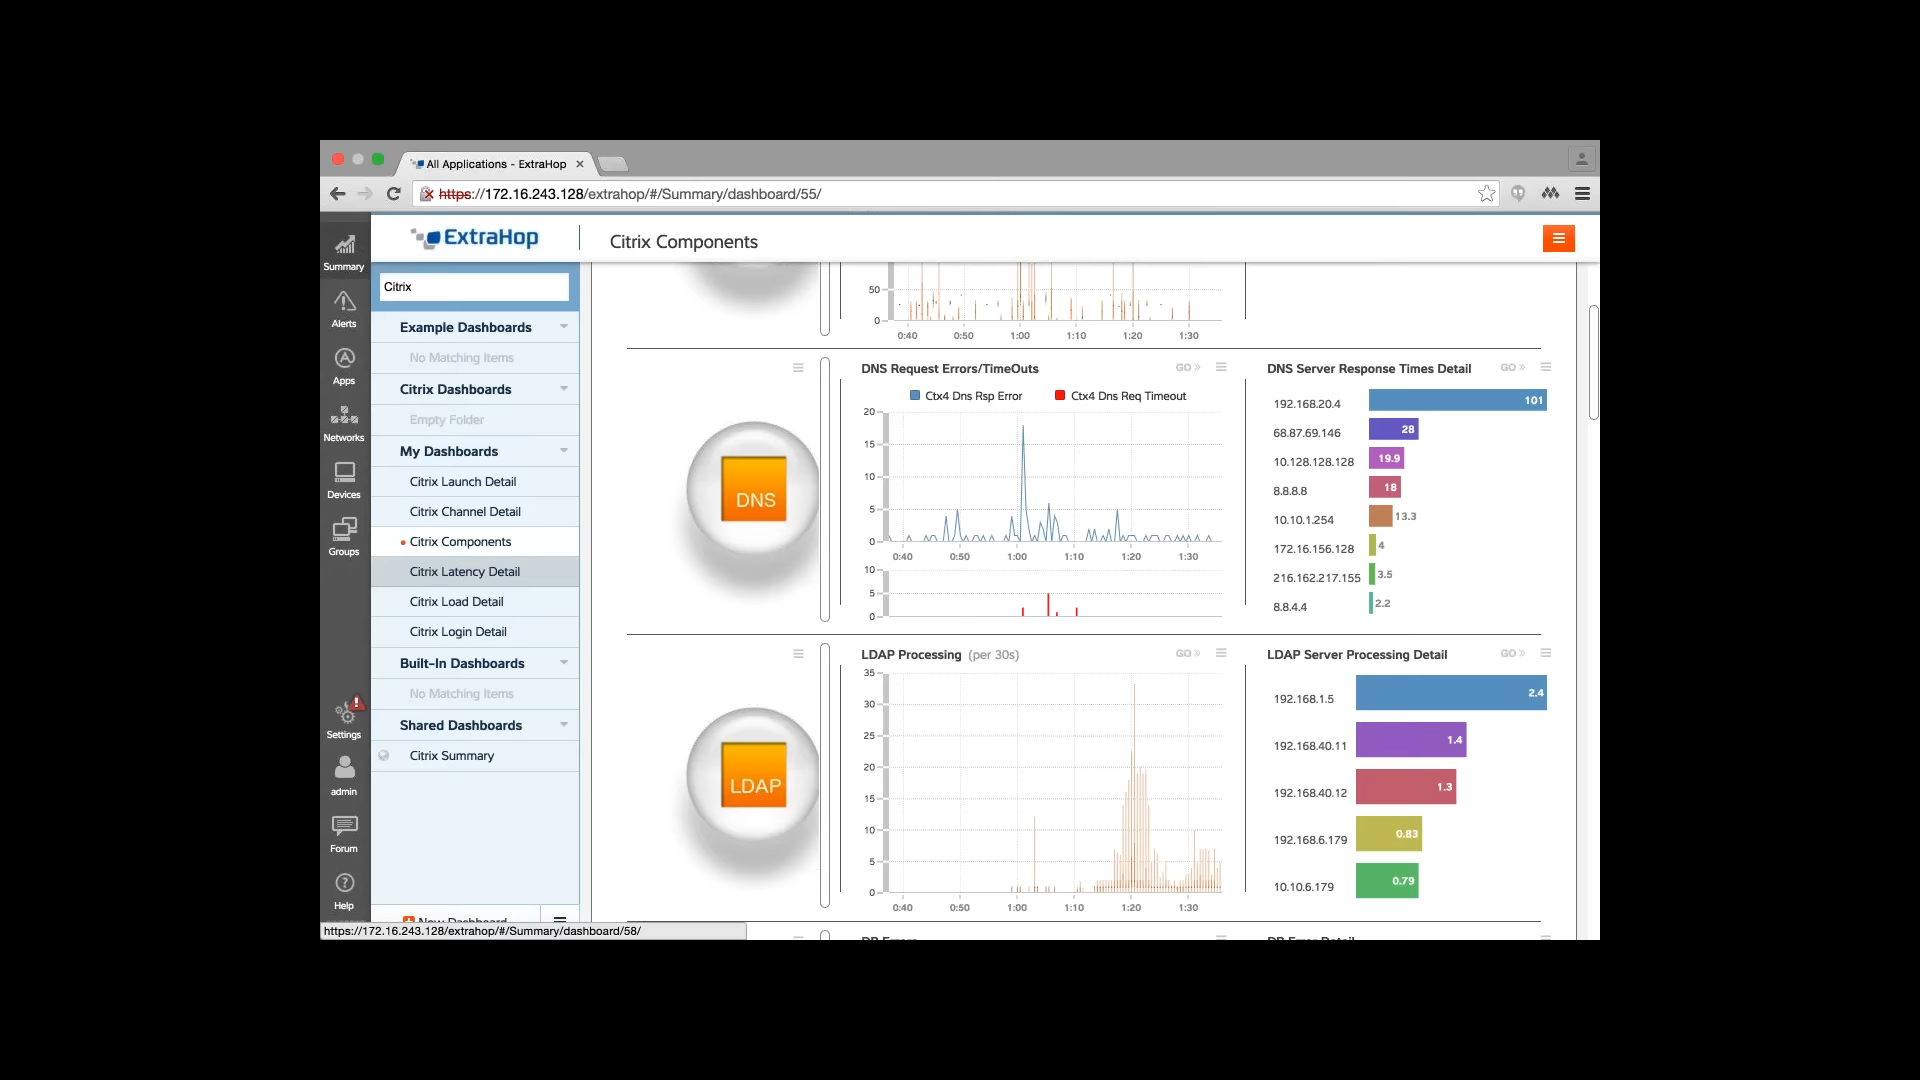 All Applications - ExtraHop
https://172.16.243.128/extrahop/#/Summary/dashboard/55/
ExtraHop
Citrix Components
Summary
Alerts
Apps
Networks
Devices
Groups
Settings
admin
Forum
Help
Citrix
Example Dashboards
No Matching Items
Citrix Dashboards
Empty Folder
My Dashboards
Citrix Launch Detail
Citrix Channel Detail
Citrix Components
Citrix Latency Detail
Citrix Load Detail
Citrix Login Detail
Built-In Dashboards
No Matching Items
Shared Dashboards
Citrix Summary
New Dashboard
https://172.16.243.128/extrahop/#/Summary/dashboard/58/
50
0
0:40 0:50 1:00 1:10 1:20 1:30
DNS
DNS Request Errors/TimeOuts GO »
Ctx4 Dns Rsp Error Ctx4 Dns Req Timeout
20
15
10
5
0
0:40 0:50 1:00 1:10 1:20 1:30
10
5
0
DNS Server Response Times Detail GO »
192.168.20.4 101
68.87.69.146 28
10.128.128.128 19.9
8.8.8.8 18
10.10.1.254 13.3
172.16.156.128 4
216.162.217.155 3.5
8.8.4.4 2.2
LDAP
LDAP Processing (per 30s) GO »
35
30
25
20
15
10
5
0
0:40 0:50 1:00 1:10 1:20 1:30
LDAP Server Processing Detail GO »
192.168.1.5 2.4
192.168.40.11 1.4
192.168.40.12 1.3
192.168.6.179 0.83
10.10.6.179 0.79
DB Errors
DB Error Detail